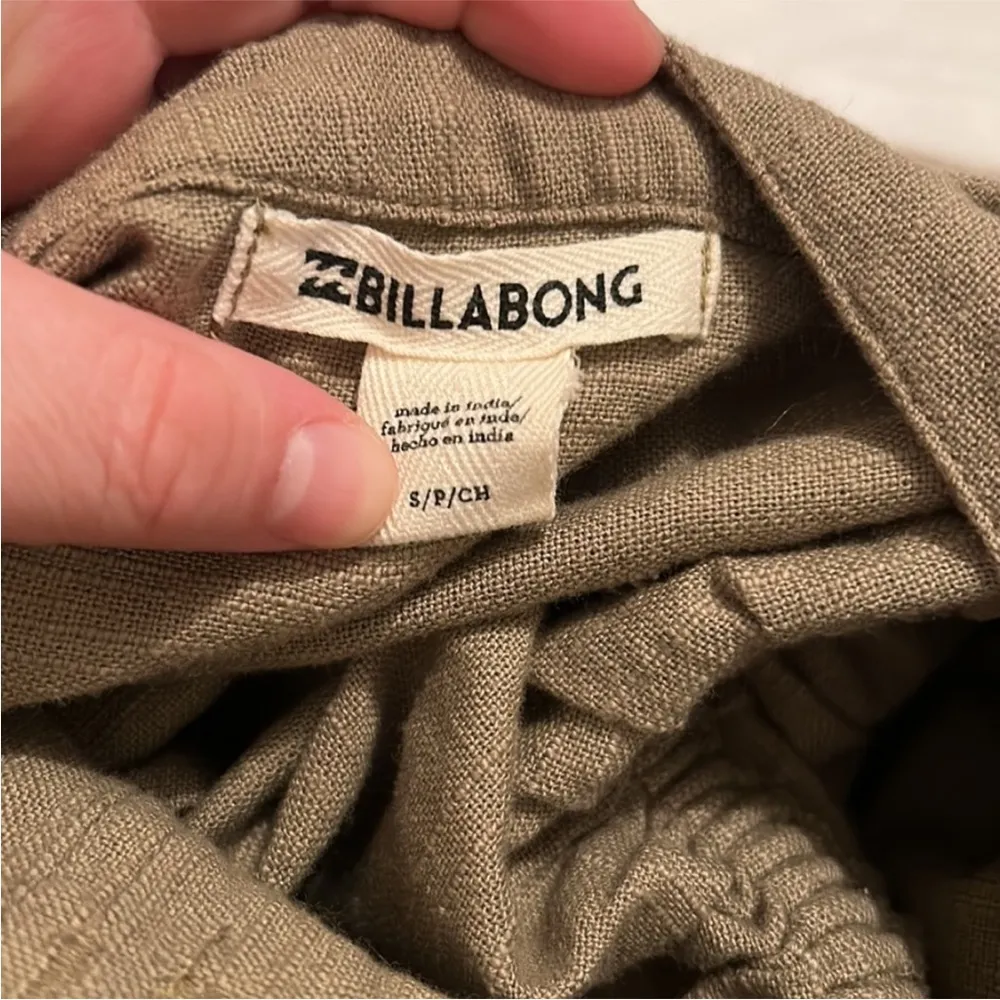 BILLABONG
made in india/
fabriqué en inde/
hecho en india
S/P/CH